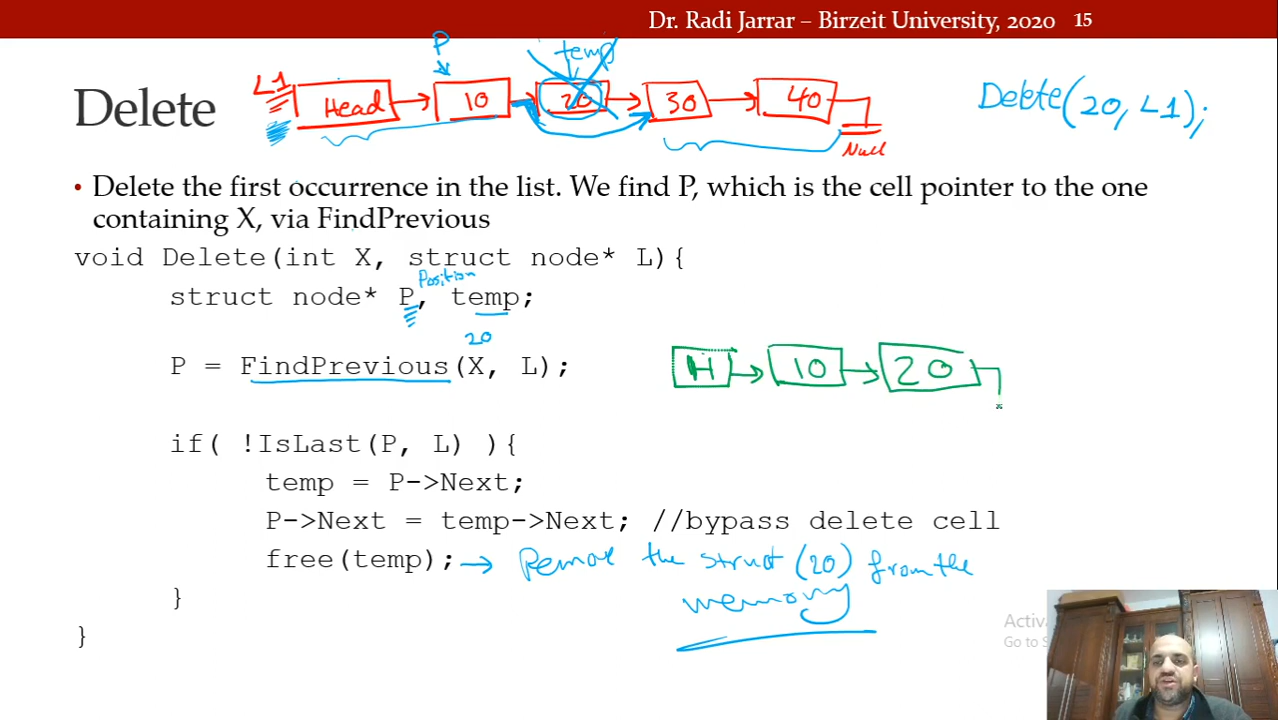 Dr. Radi Jarrar – Birzeit University, 2020 15
P
temp
L1
Head 10 20 30 40
Null
Delete(20, L1);
Delete
• Delete the first occurrence in the list. We find P, which is the cell pointer to the one
containing X, via FindPrevious
void Delete(int X, struct node* L){
Position
struct node* P, temp;
20
P = FindPrevious(X, L);
H 10 20
if( !IsLast(P, L) ){
temp = P->Next;
P->Next = temp->Next; //bypass delete cell
free(temp); → Remove the struct (20) from the
memory
}
}
Activa
Go to S